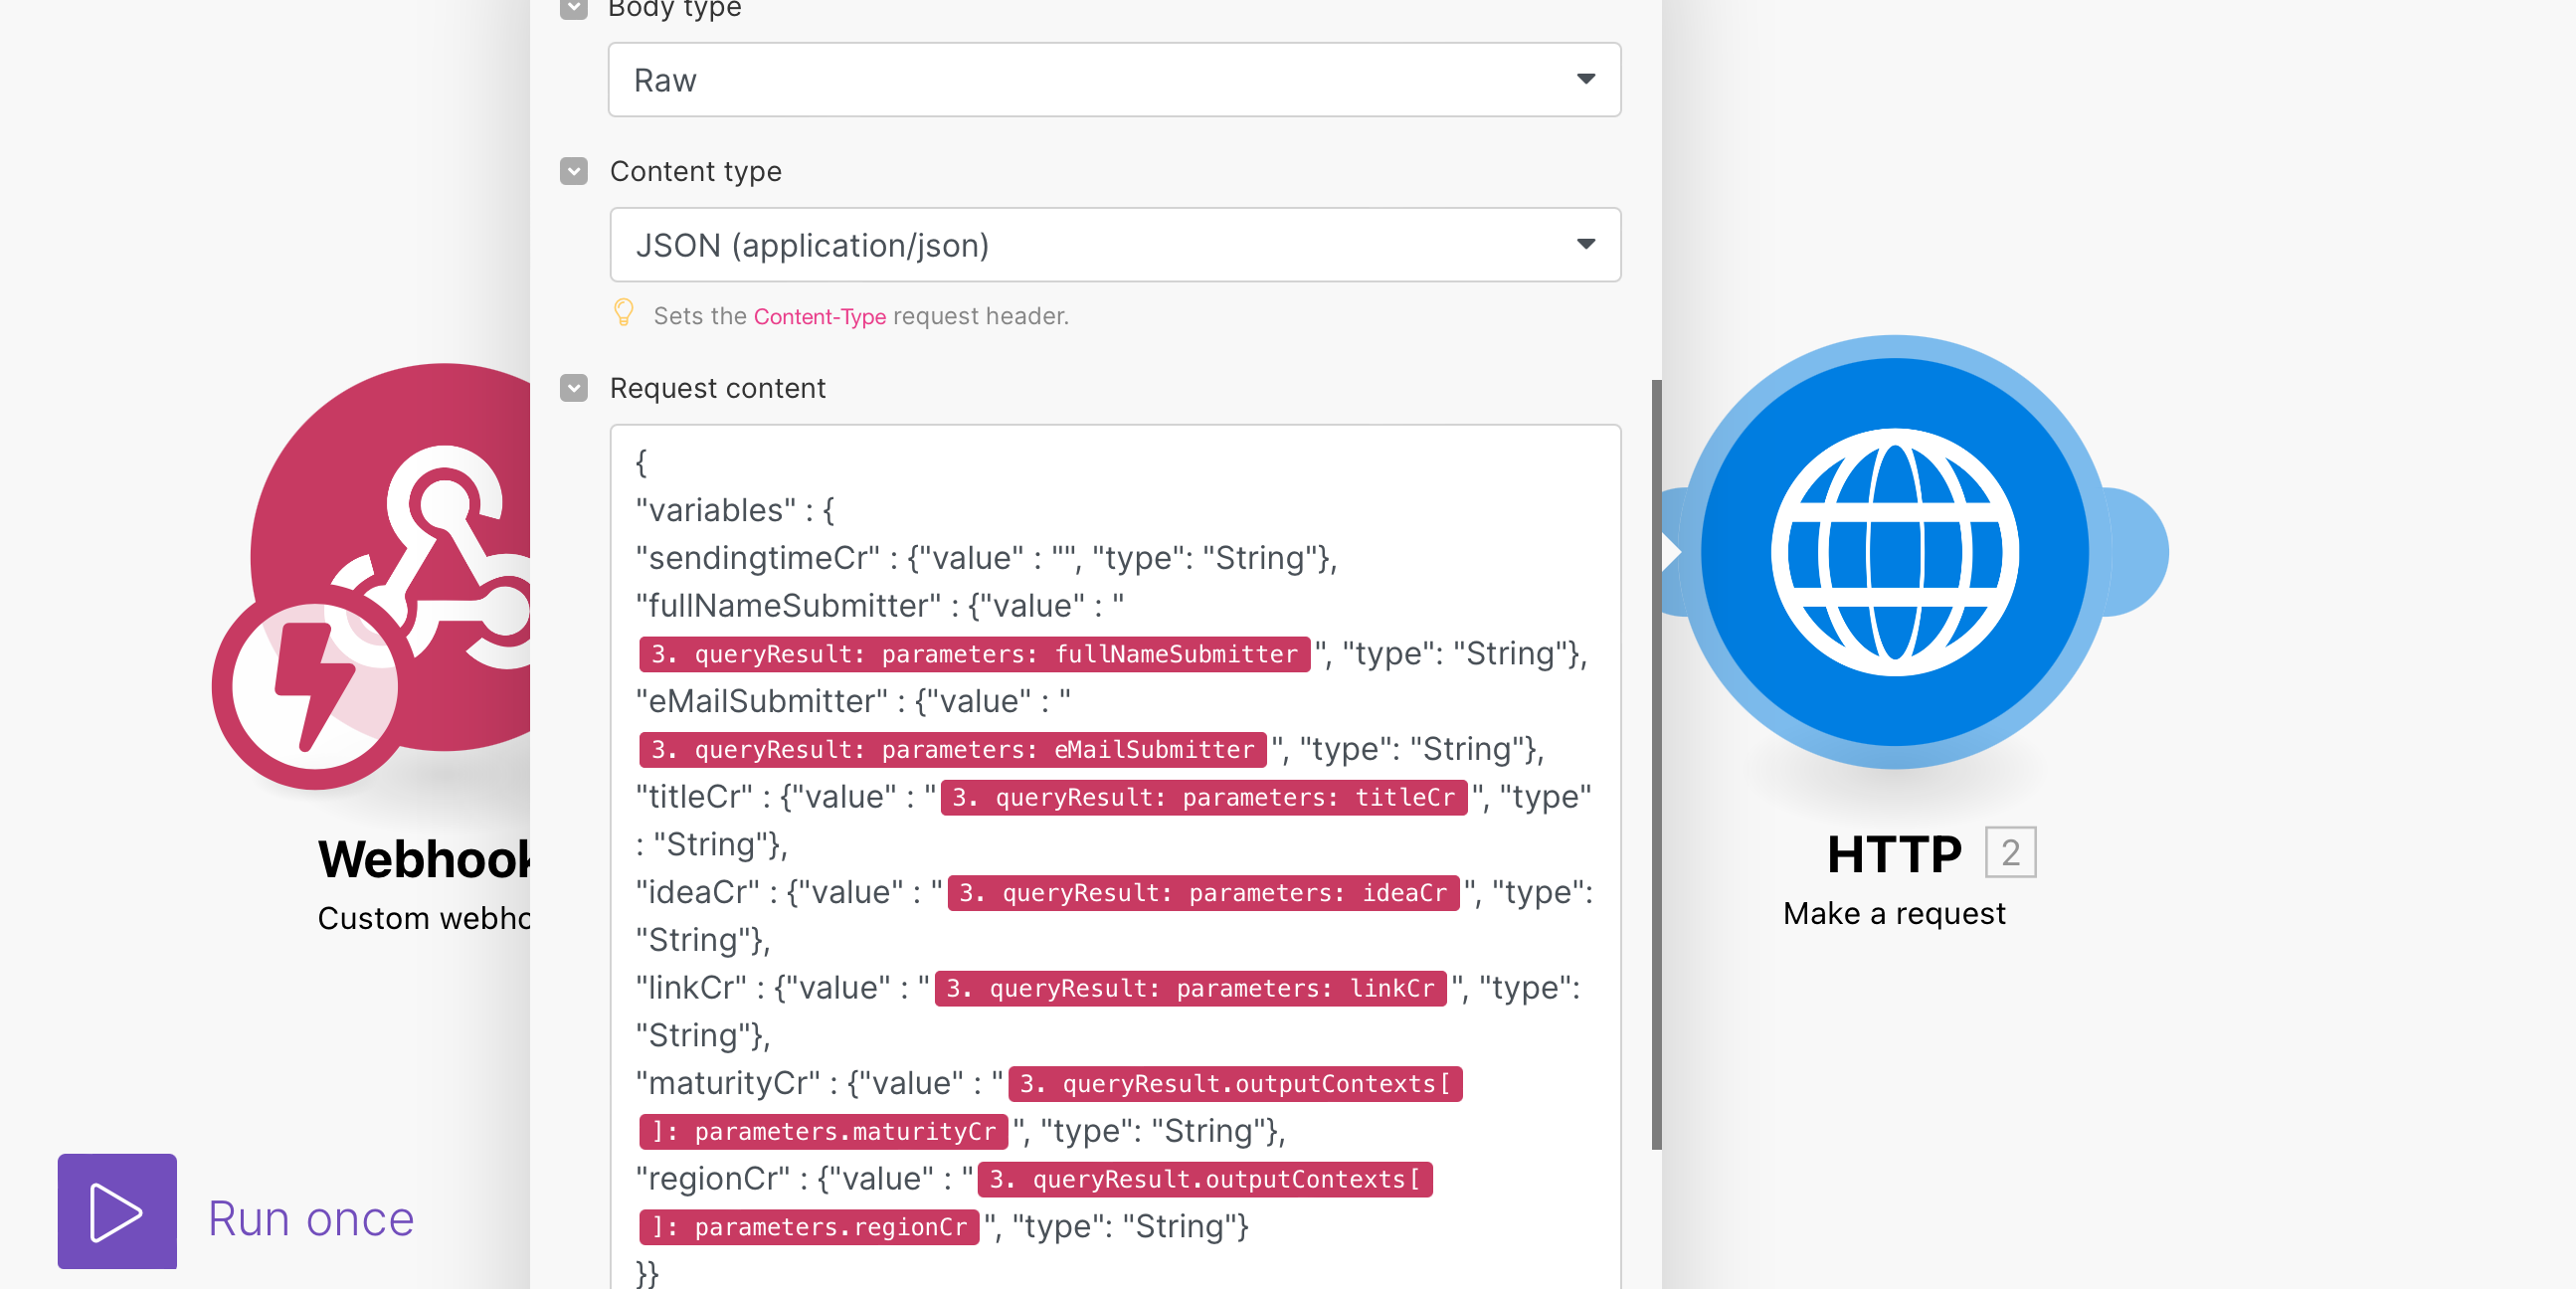 Body type
Raw
Content type
JSON (application/json)
Sets the Content-Type request header.
Request content
{
"variables" : {
"sendingtimeCr" : {"value" : "", "type": "String"},
"fullNameSubmitter" : {"value" : "
3. queryResult: parameters: fullNameSubmitter ", "type": "String"},
"eMailSubmitter" : {"value" : "
3. queryResult: parameters: eMailSubmitter ", "type": "String"},
"titleCr" : {"value" : " 3. queryResult: parameters: titleCr ", "type"
: "String"},
"ideaCr" : {"value" : " 3. queryResult: parameters: ideaCr ", "type":
"String"},
"linkCr" : {"value" : " 3. queryResult: parameters: linkCr ", "type":
"String"},
"maturityCr" : {"value" : " 3. queryResult.outputContexts[
]: parameters.maturityCr ", "type": "String"},
"regionCr" : {"value" : " 3. queryResult.outputContexts[
]: parameters.regionCr ", "type": "String"}
}}
Webhook
Custom webho
Run once
HTTP 2
Make a request